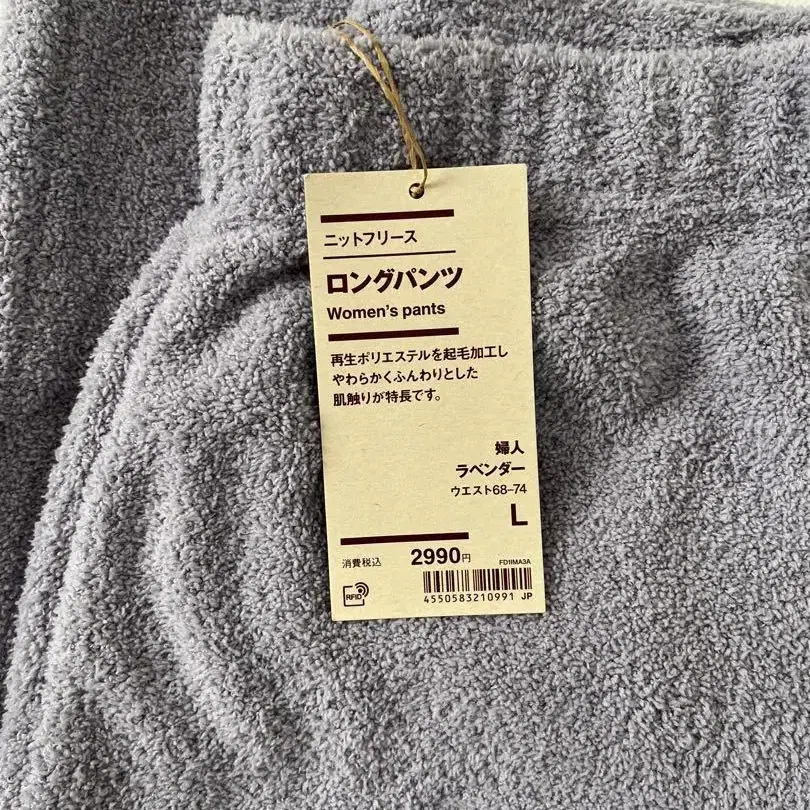 ニットフリース
ロングパンツ
Women's pants
再生ポリエステルを起毛加工し
やわらかくふんわりとした
肌触りが特長です。
婦人
ラベンダー
ウエスト68–74
L
消費税込 2990円
FD1IMA3A
RFID
4550583210991 JP